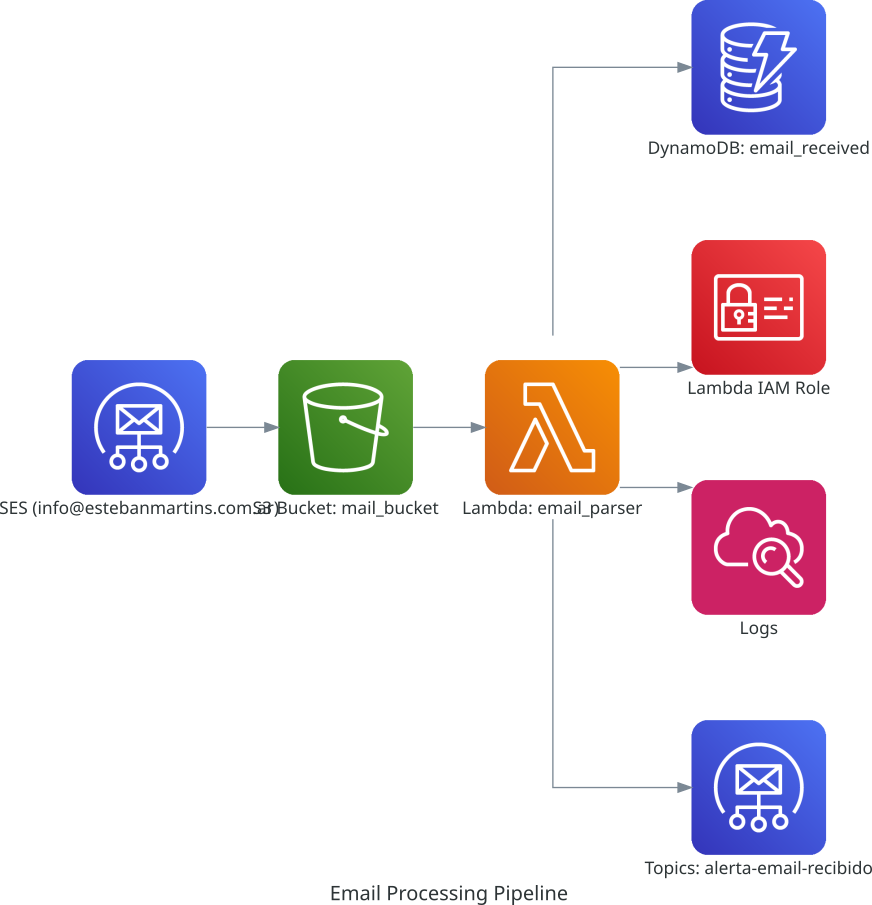 DynamoDB: email_received
Lambda IAM Role
SES (info@estebanmartins.com.ar)
S3 Bucket: mail_bucket
Lambda: email_parser
Logs
Topics: alerta-email-recibido
Email Processing Pipeline